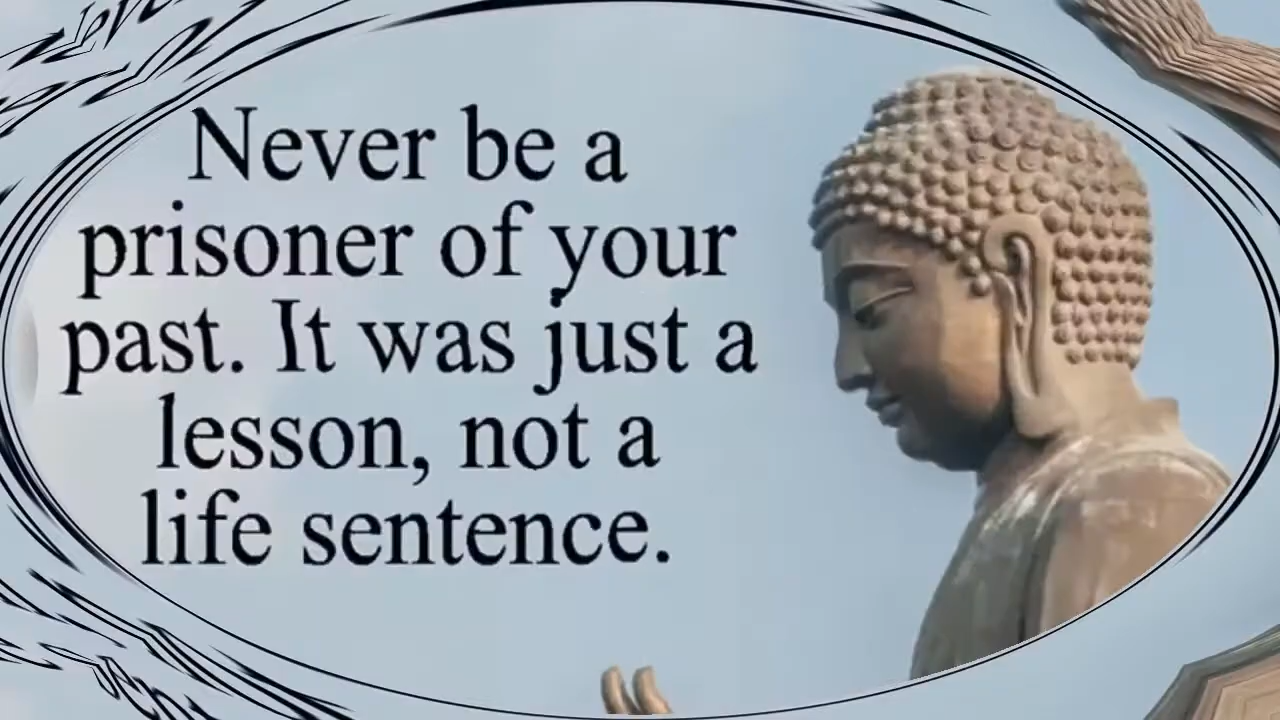 Never be a
prisoner of your
past. It was just a
lesson, not a
life sentence.